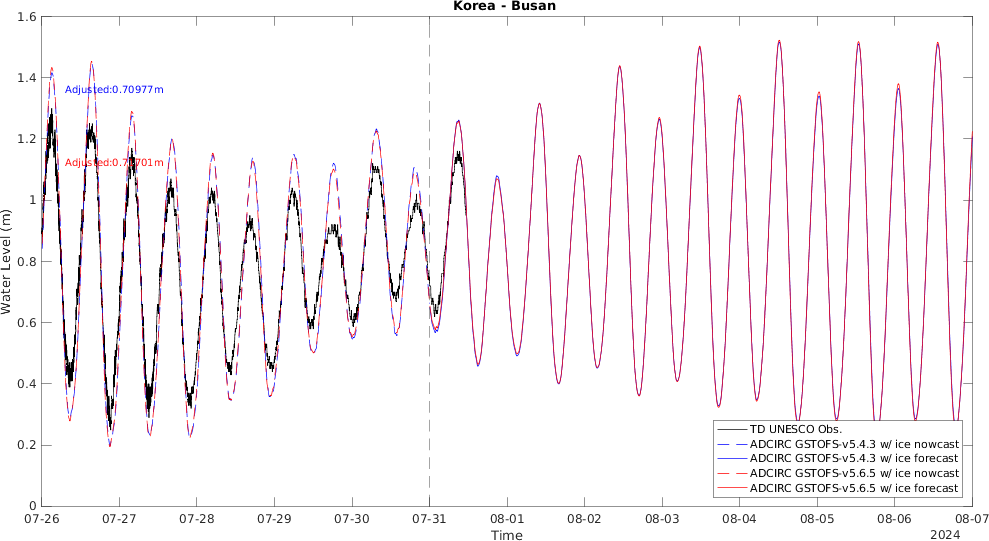 Korea - Busan
1.6
1.4
1.2
1
0.8
0.6
0.4
0.2
0
Water Level (m)
Adjusted:0.70977m
07-26 07-27 07-28 07-29 07-30 07-31 08-01 08-02 08-03 08-04 08-05 08-06 08-07
2024
Time
TD UNESCO Obs.
ADCIRC GSTOFS-v5.4.3 w/ ice nowcast
ADCIRC GSTOFS-v5.4.3 w/ ice forecast
ADCIRC GSTOFS-v5.6.5 w/ ice nowcast
ADCIRC GSTOFS-v5.6.5 w/ ice forecast